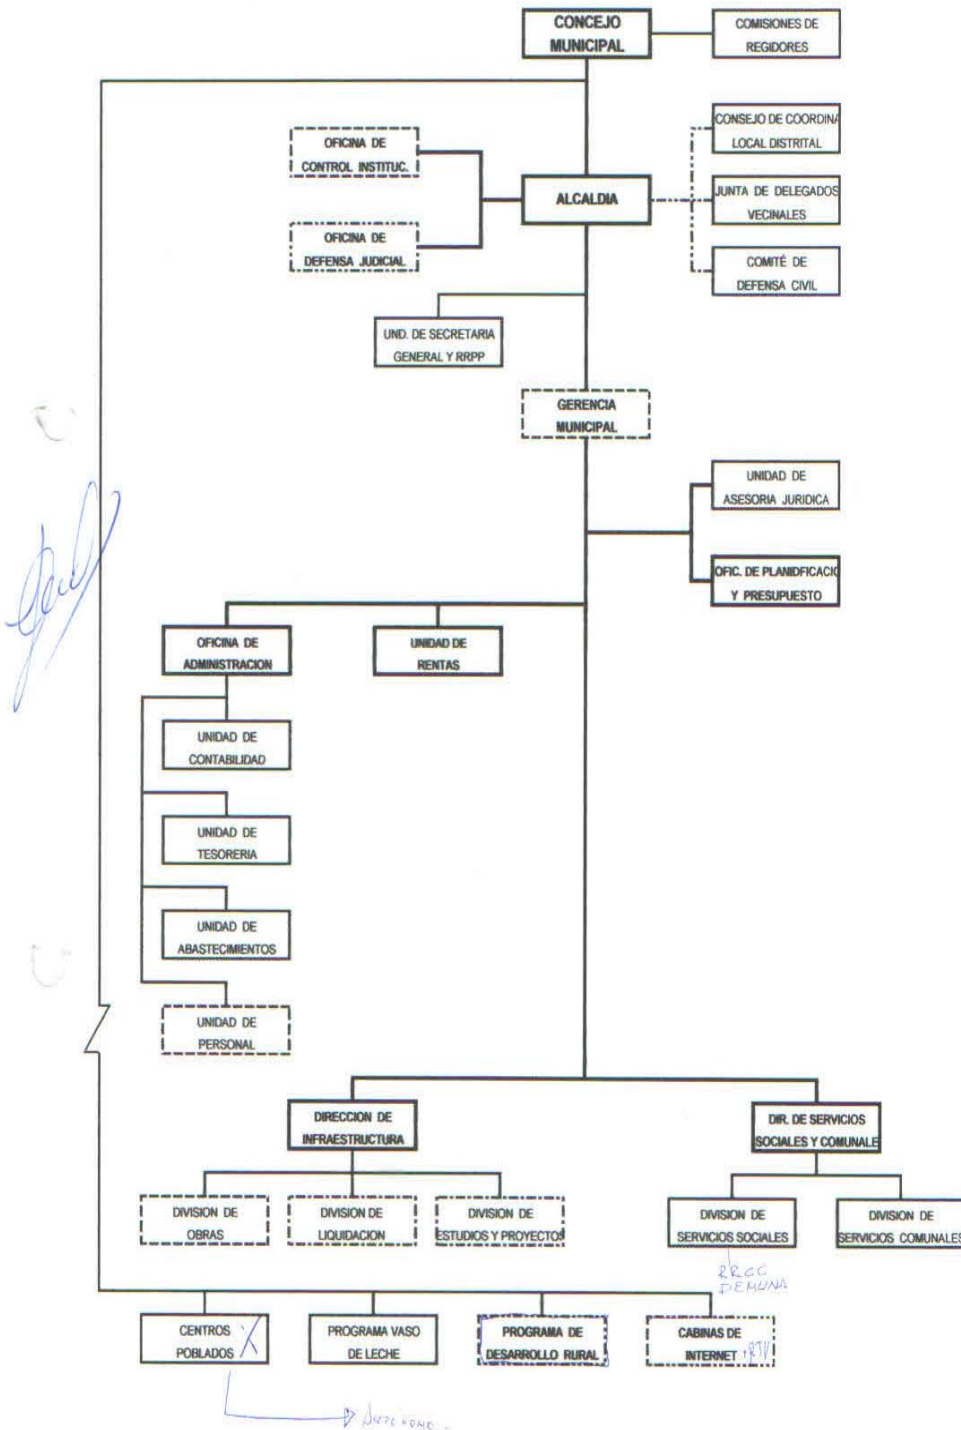 CONCEJO
MUNICIPAL
COMISIONES DE
REGIDORES
OFICINA DE
CONTROL INSTITUC.
CONSEJO DE COORDINA
LOCAL DISTRITAL
ALCALDIA
JUNTA DE DELEGADOS
VECINALES
OFICINA DE
DEFENSA JUDICIAL
COMITÉ DE
DEFENSA CIVIL
UND. DE SECRETARIA
GENERAL Y RRPP
GERENCIA
MUNICIPAL
UNIDAD DE
ASESORIA JURIDICA
OFIC. DE PLANIDFICACI
Y PRESUPUESTO
OFICINA DE
ADMINISTRACION
UNIDAD DE
RENTAS
UNIDAD DE
CONTABILIDAD
UNIDAD DE
TESORERIA
UNIDAD DE
ABASTECIMIENTOS
UNIDAD DE
PERSONAL
DIRECCION DE
INFRAESTRUCTURA
DIR. DE SERVICIOS
SOCIALES Y COMUNALE
DIVISION DE
OBRAS
DIVISION DE
LIQUIDACION
DIVISION DE
ESTUDIOS Y PROYECTOS
DIVISION DE
SERVICIOS SOCIALES
DIVISION DE
SERVICIOS COMUNALES
RRCC
DEMUNA
CENTROS
POBLADOS X
PROGRAMA VASO
DE LECHE
PROGRAMA DE
DESARROLLO RURAL
CABINAS DE
INTERNET